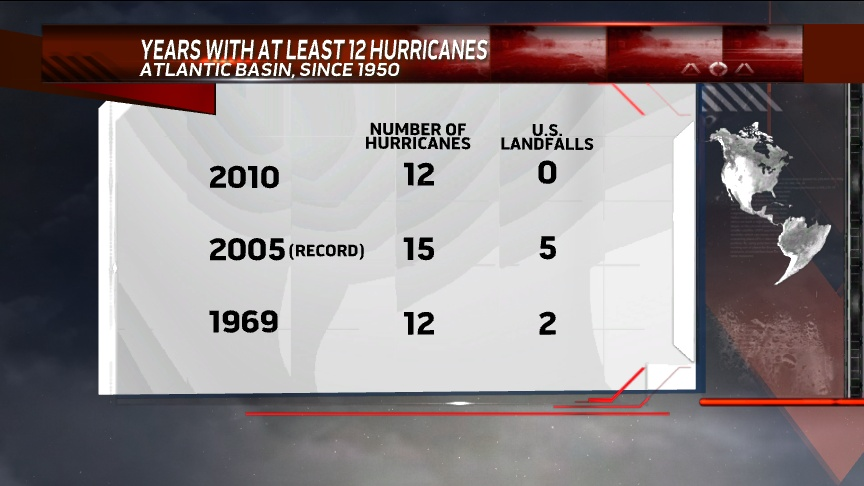 YEARS WITH AT LEAST 12 HURRICANES
ATLANTIC BASIN, SINCE 1950
NUMBER OF HURRICANES U.S. LANDFALLS
2010 12 0
2005 (RECORD) 15 5
1969 12 2